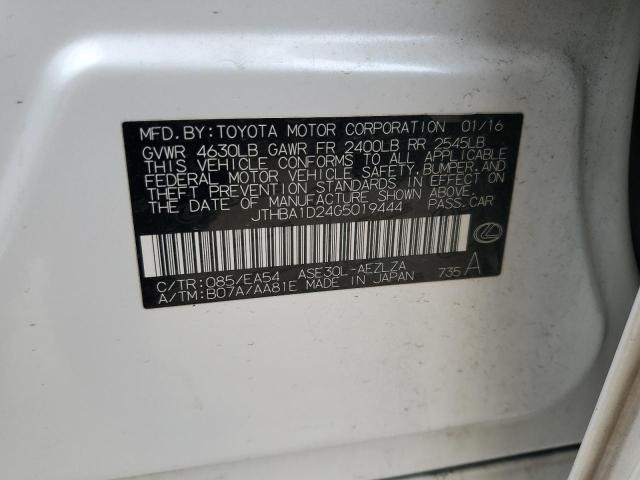 MFD.BY:TOYOTA MOTOR CORPORATION 01/16
GVWR 4630LB GAWR FR 2400LB RR 2545LB
THIS VEHICLE CONFORMS TO ALL APPLICABLE
FEDERAL MOTOR VEHICLE SAFETY,BUMPER,AND
THEFT PREVENTION STANDARDS IN EFFECT ON
THE DATE OF MANUFACTURE SHOWN ABOVE.
JTHBA1D24G5019444 PASS.CAR
C/TR:085/EA54 ASE30L-AEZLZA 735 A
A/TM:B07A/AA81E MADE IN JAPAN